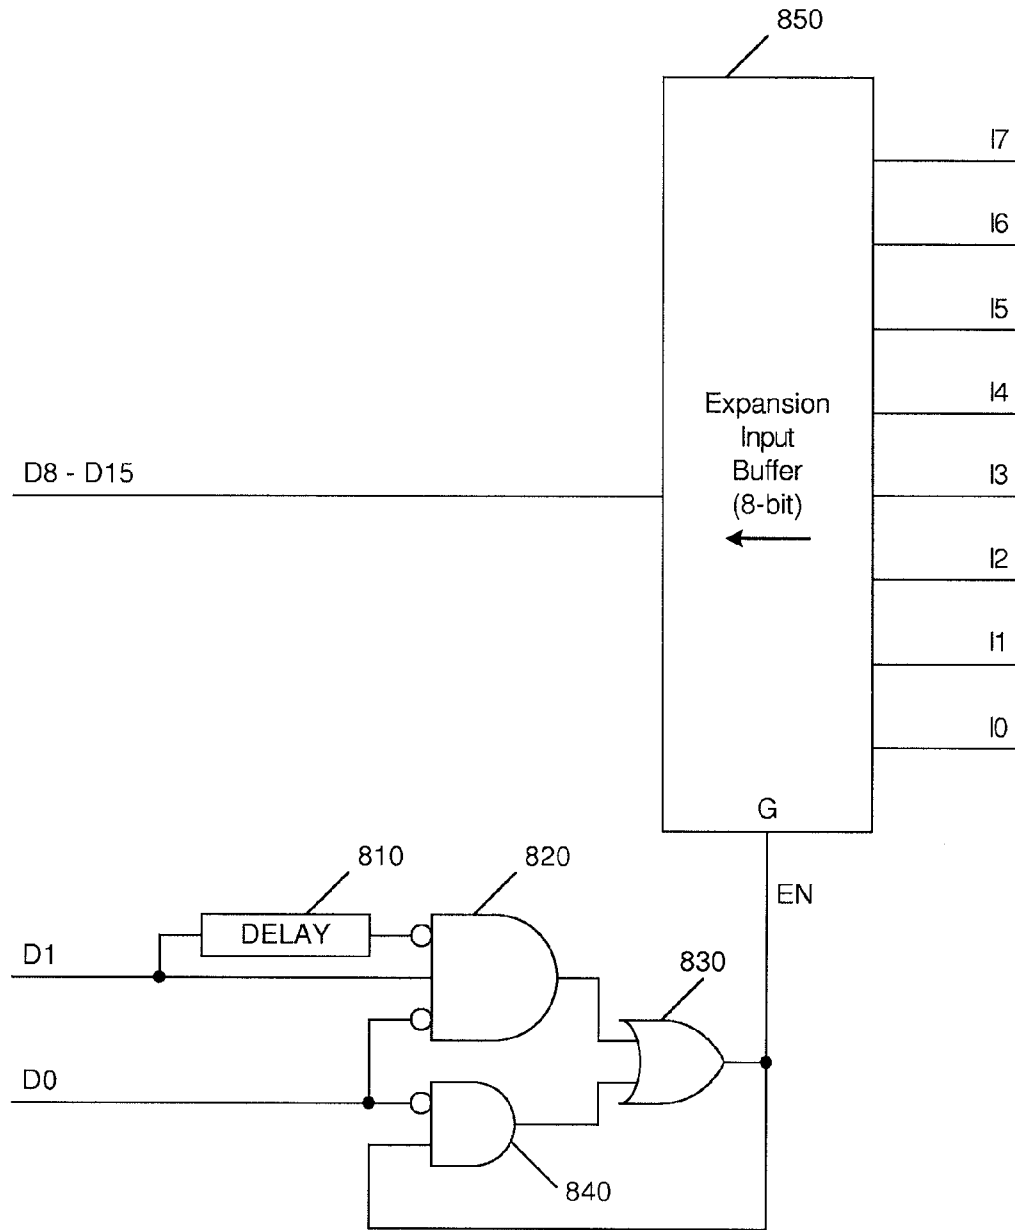 850
I7
I6
I5
I4
Expansion
Input
Buffer
(8-bit)
D8 - D15
I3
I2
I1
I0
G
EN
810
820
DELAY
D1
830
D0
840